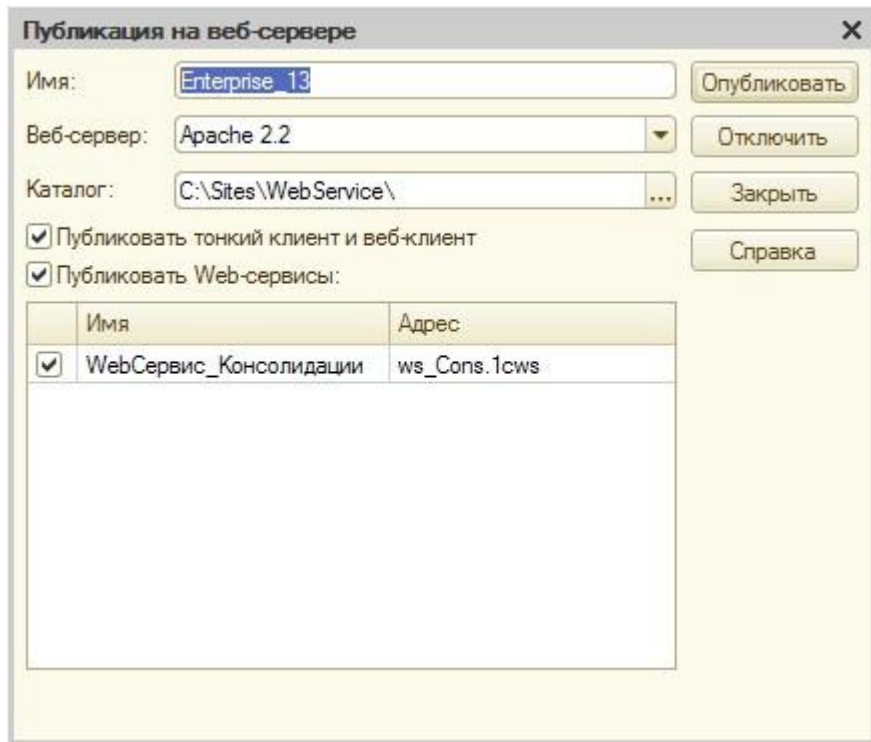 Публикация на веб-сервере
Имя: Enterprise_13 Опубликовать
Веб-сервер: Apache 2.2 Отключить
Каталог: C:\Sites\WebService\ ... Закрыть
Публиковать тонкий клиент и веб-клиент
Справка
Публиковать Web-сервисы:
Имя Адрес
WebСервис_Консолидации ws_Cons.1cws